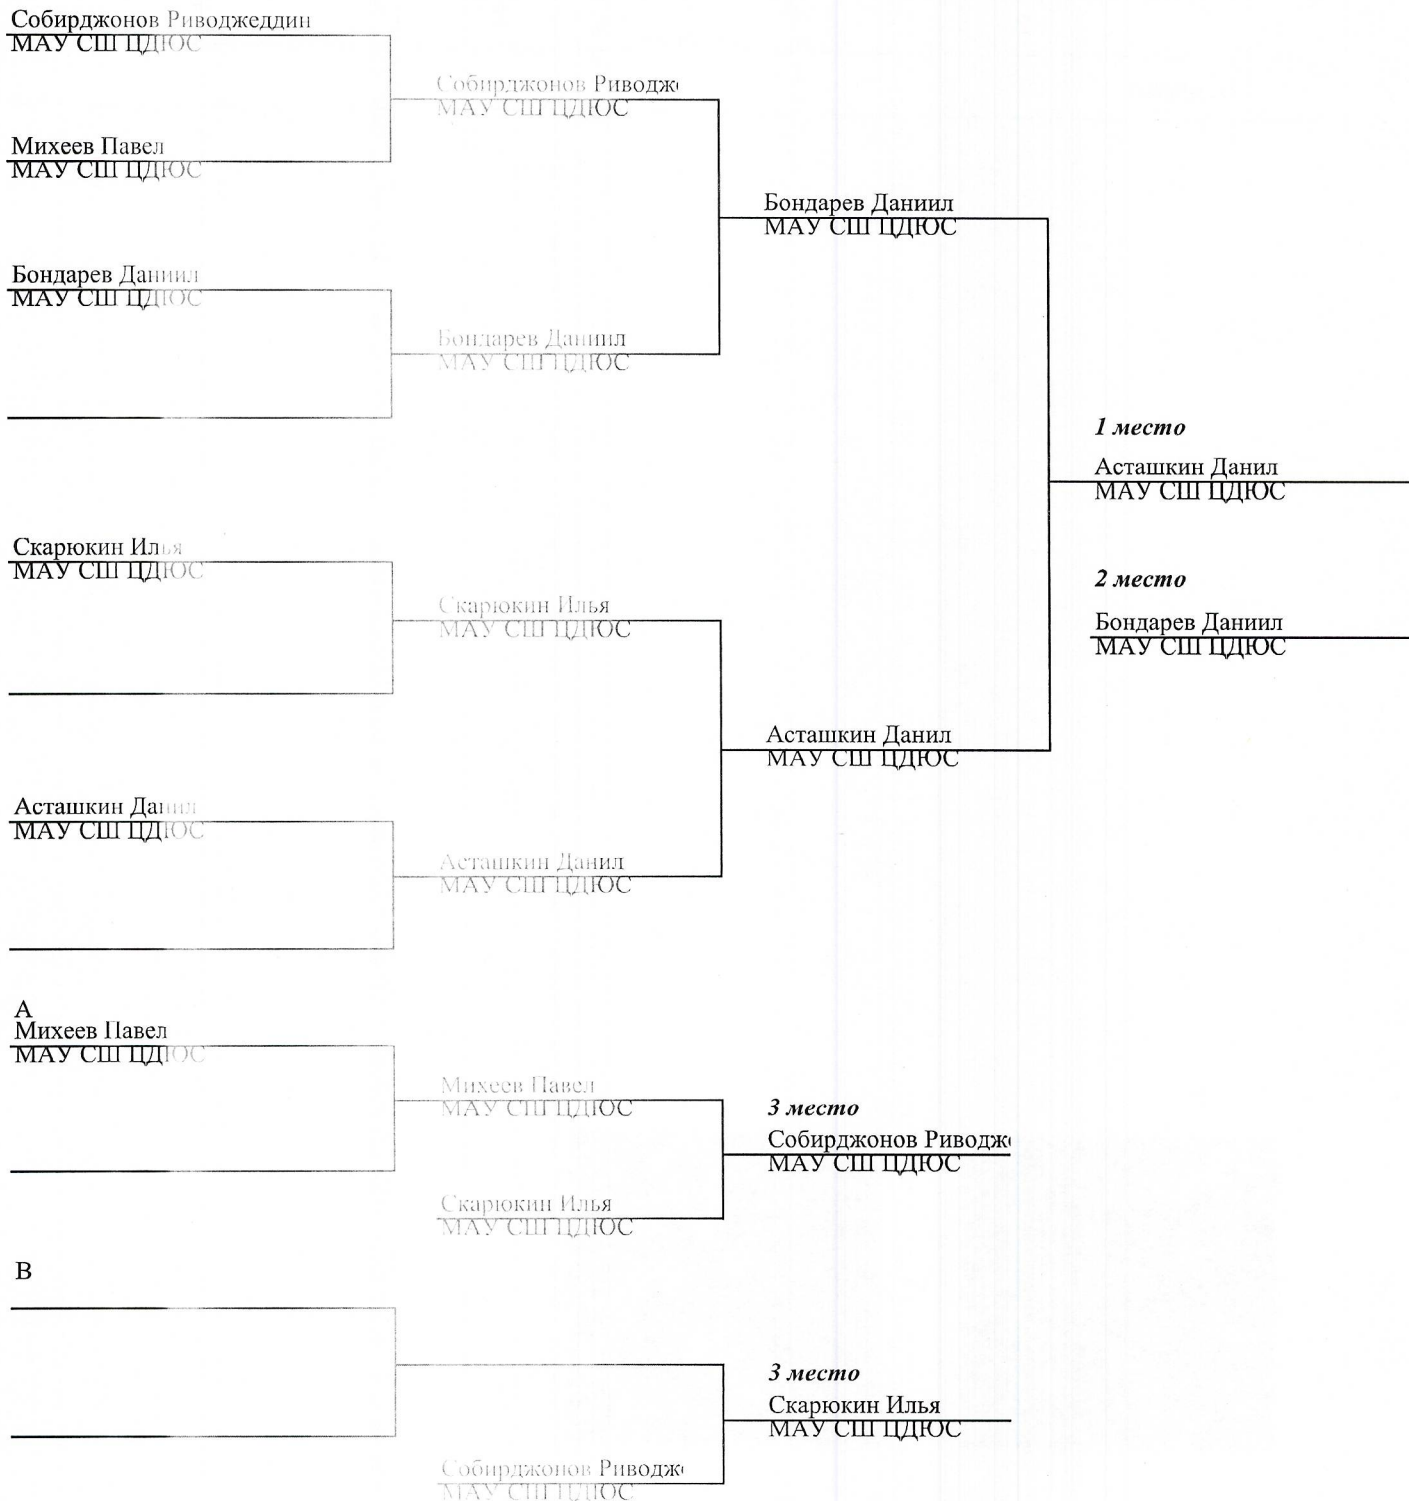 Собирджонов Риводжеддин
МАУ СШ ЦДЮС
Собирджонов Риводж
МАУ СШ ЦДЮС
Михеев Павел
МАУ СШ ЦДЮС
Бондарев Даниил
МАУ СШ ЦДЮС
Бондарев Даниил
МАУ СШ ЦДЮС
Бондарев Даниил
МАУ СШ ЦДЮС
1 место
Асташкин Данил
МАУ СШ ЦДЮС
Скарюкин Илья
МАУ СШ ЦДЮС
2 место
Скарюкин Илья
МАУ СШ ЦДЮС
Бондарев Даниил
МАУ СШ ЦДЮС
Асташкин Данил
МАУ СШ ЦДЮС
Асташкин Данил
МАУ СШ ЦДЮС
Асташкин Данил
МАУ СШ ЦДЮС
А
Михеев Павел
МАУ СШ ЦДЮС
Михеев Павел
МАУ СШ ЦДЮС
3 место
Собирджонов Риводж
МАУ СШ ЦДЮС
Скарюкин Илья
МАУ СШ ЦДЮС
В
3 место
Скарюкин Илья
МАУ СШ ЦДЮС
Собирджонов Риводж
МАУ СШ ЦДЮС